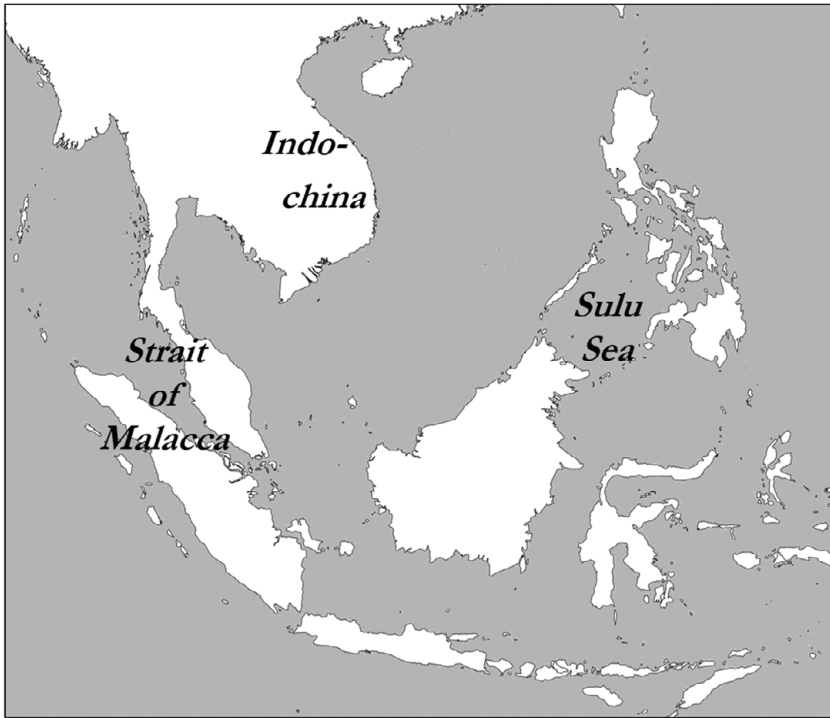 Indo-
china
Sulu
Sea
Strait
of
Malacca